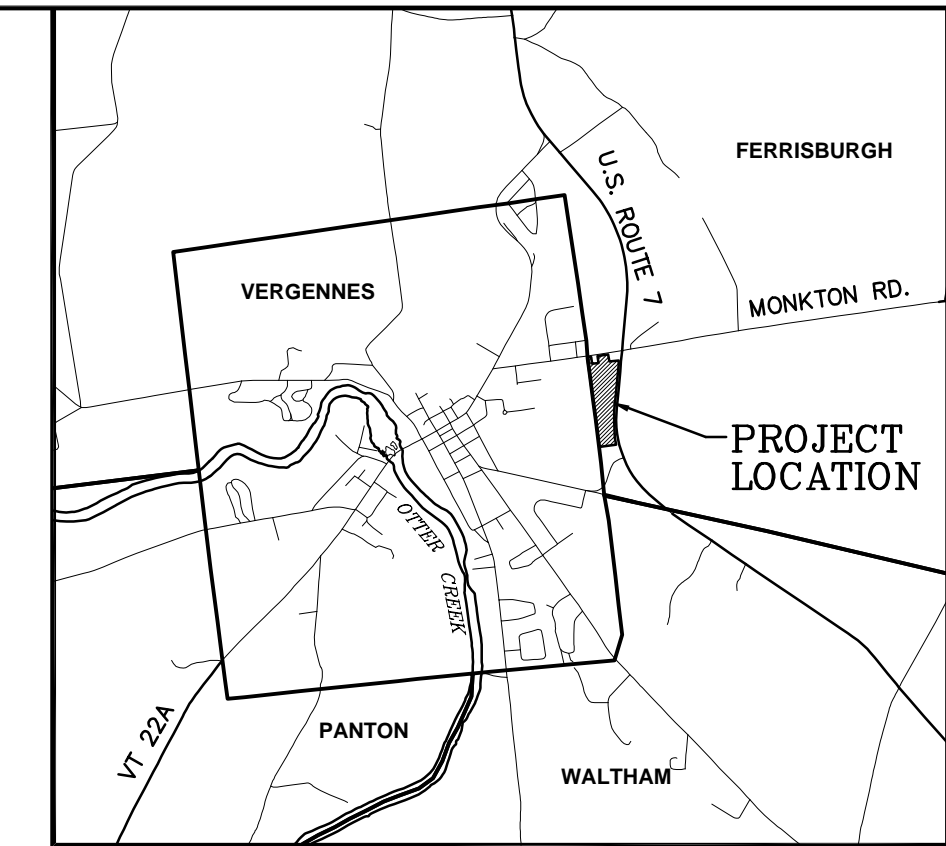 FERRISBURGH
U.S. ROUTE 7
VERGENNES
MONKTON RD.
PROJECT
LOCATION
OTTER
CREEK
VT 22A
PANTON
WALTHAM